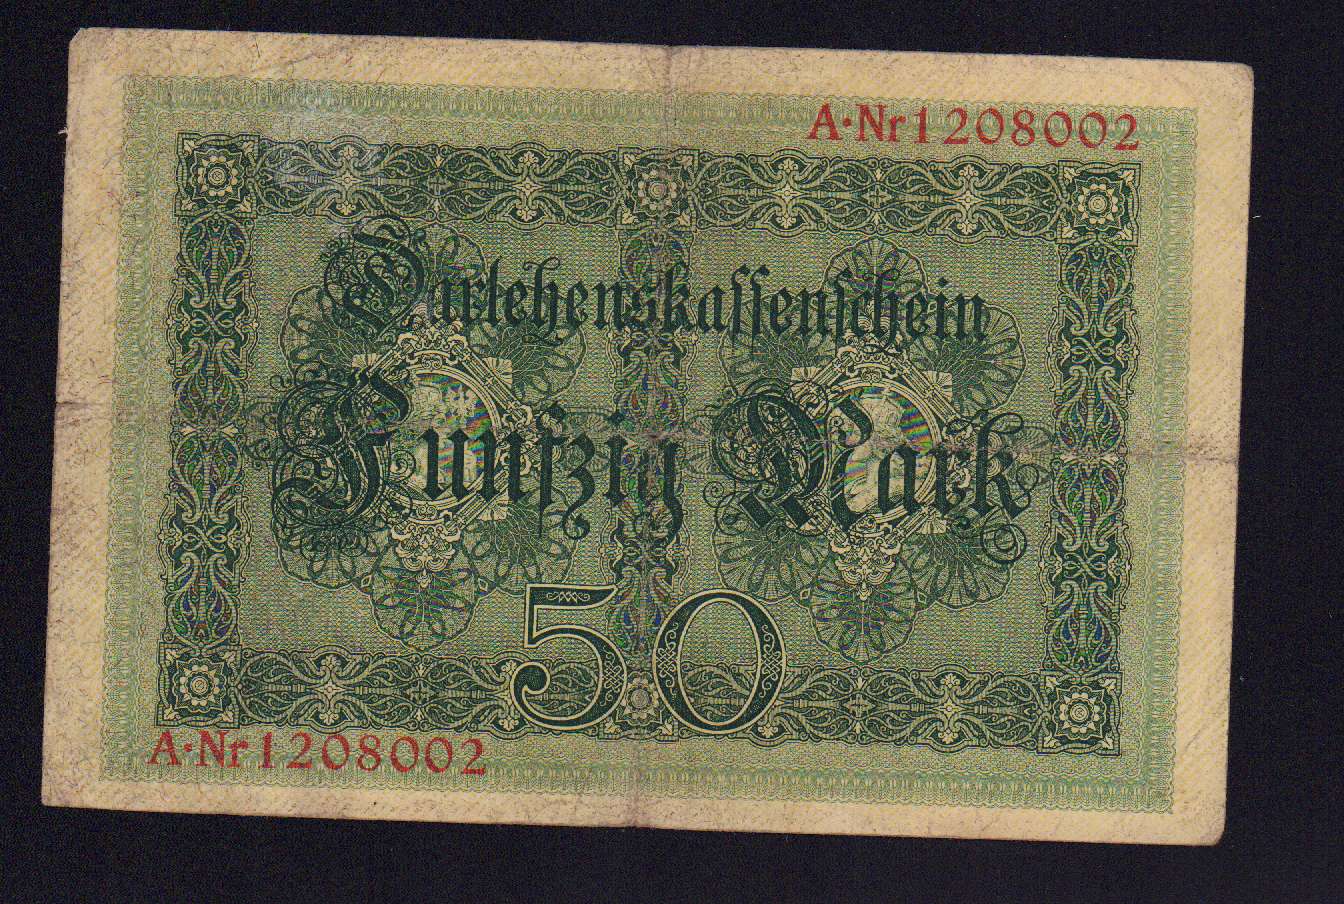 A·Nr 1208002
Darlehenskassenschein
Fünfzig Mark
50
A·Nr 1208002